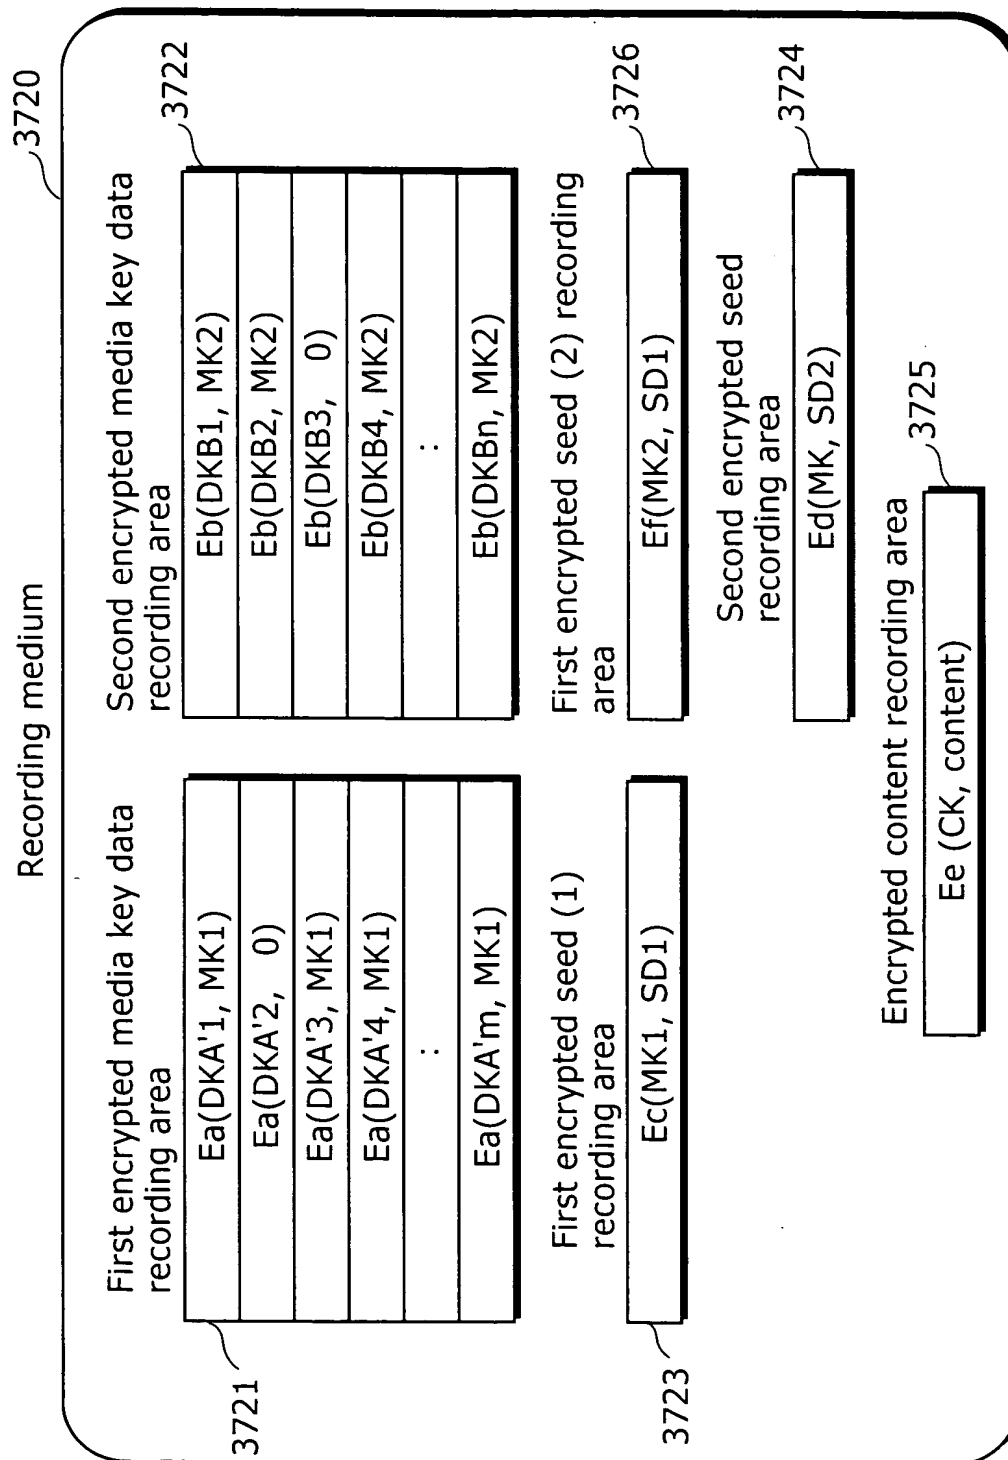 Recording medium
3720
First encrypted media key data
recording area
3721
Ea(DKA'1, MK1)
Ea(DKA'2, 0)
Ea(DKA'3, MK1)
Ea(DKA'4, MK1)
:
Ea(DKA'm, MK1)
Second encrypted media key data
recording area
3722
Eb(DKB1, MK2)
Eb(DKB2, MK2)
Eb(DKB3, 0)
Eb(DKB4, MK2)
:
Eb(DKBn, MK2)
First encrypted seed (1)
recording area
3723
Ec(MK1, SD1)
First encrypted seed (2) recording
area
3726
Ef(MK2, SD1)
Second encrypted seed
recording area
3724
Ed(MK, SD2)
Encrypted content recording area
3725
Ee (CK, content)